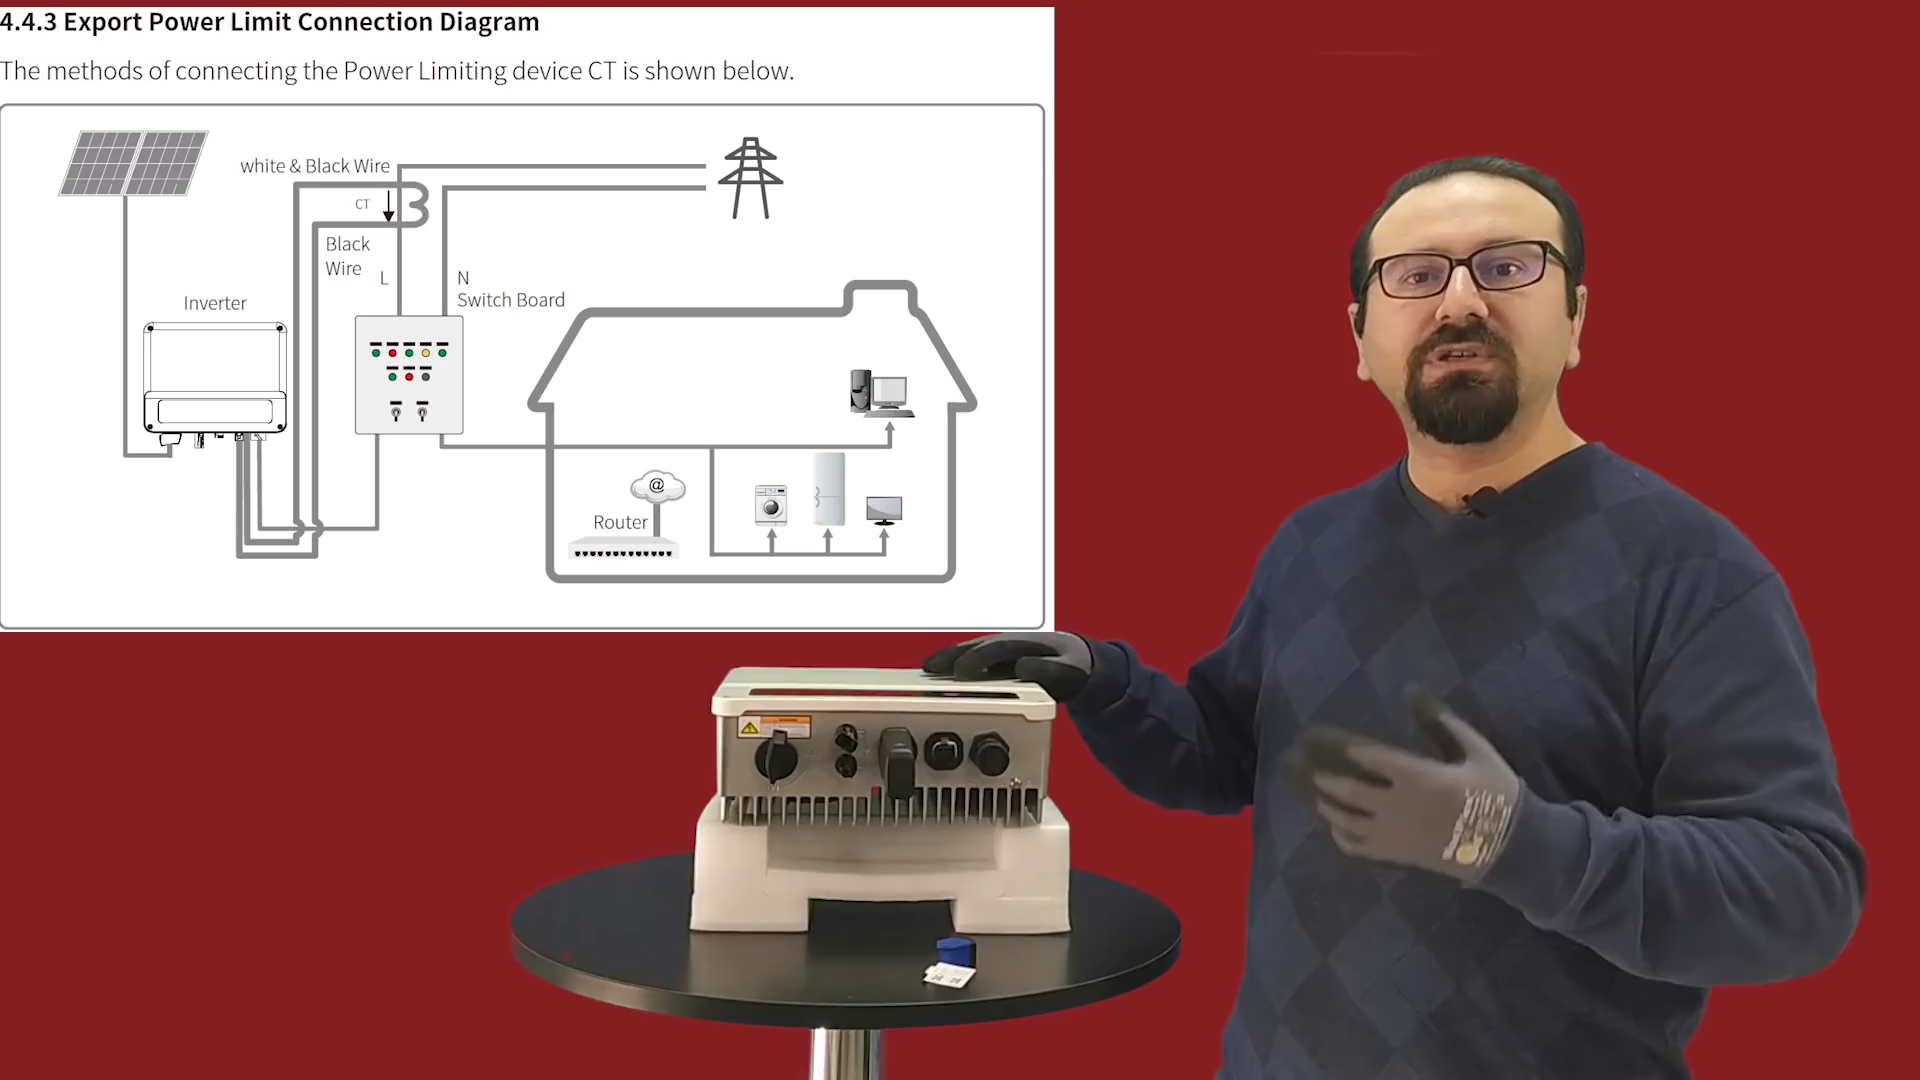 4.4.3 Export Power Limit Connection Diagram
The methods of connecting the Power Limiting device CT is shown below.
white & Black Wire
CT
Black
Wire
L
N
Switch Board
Inverter
@
Router